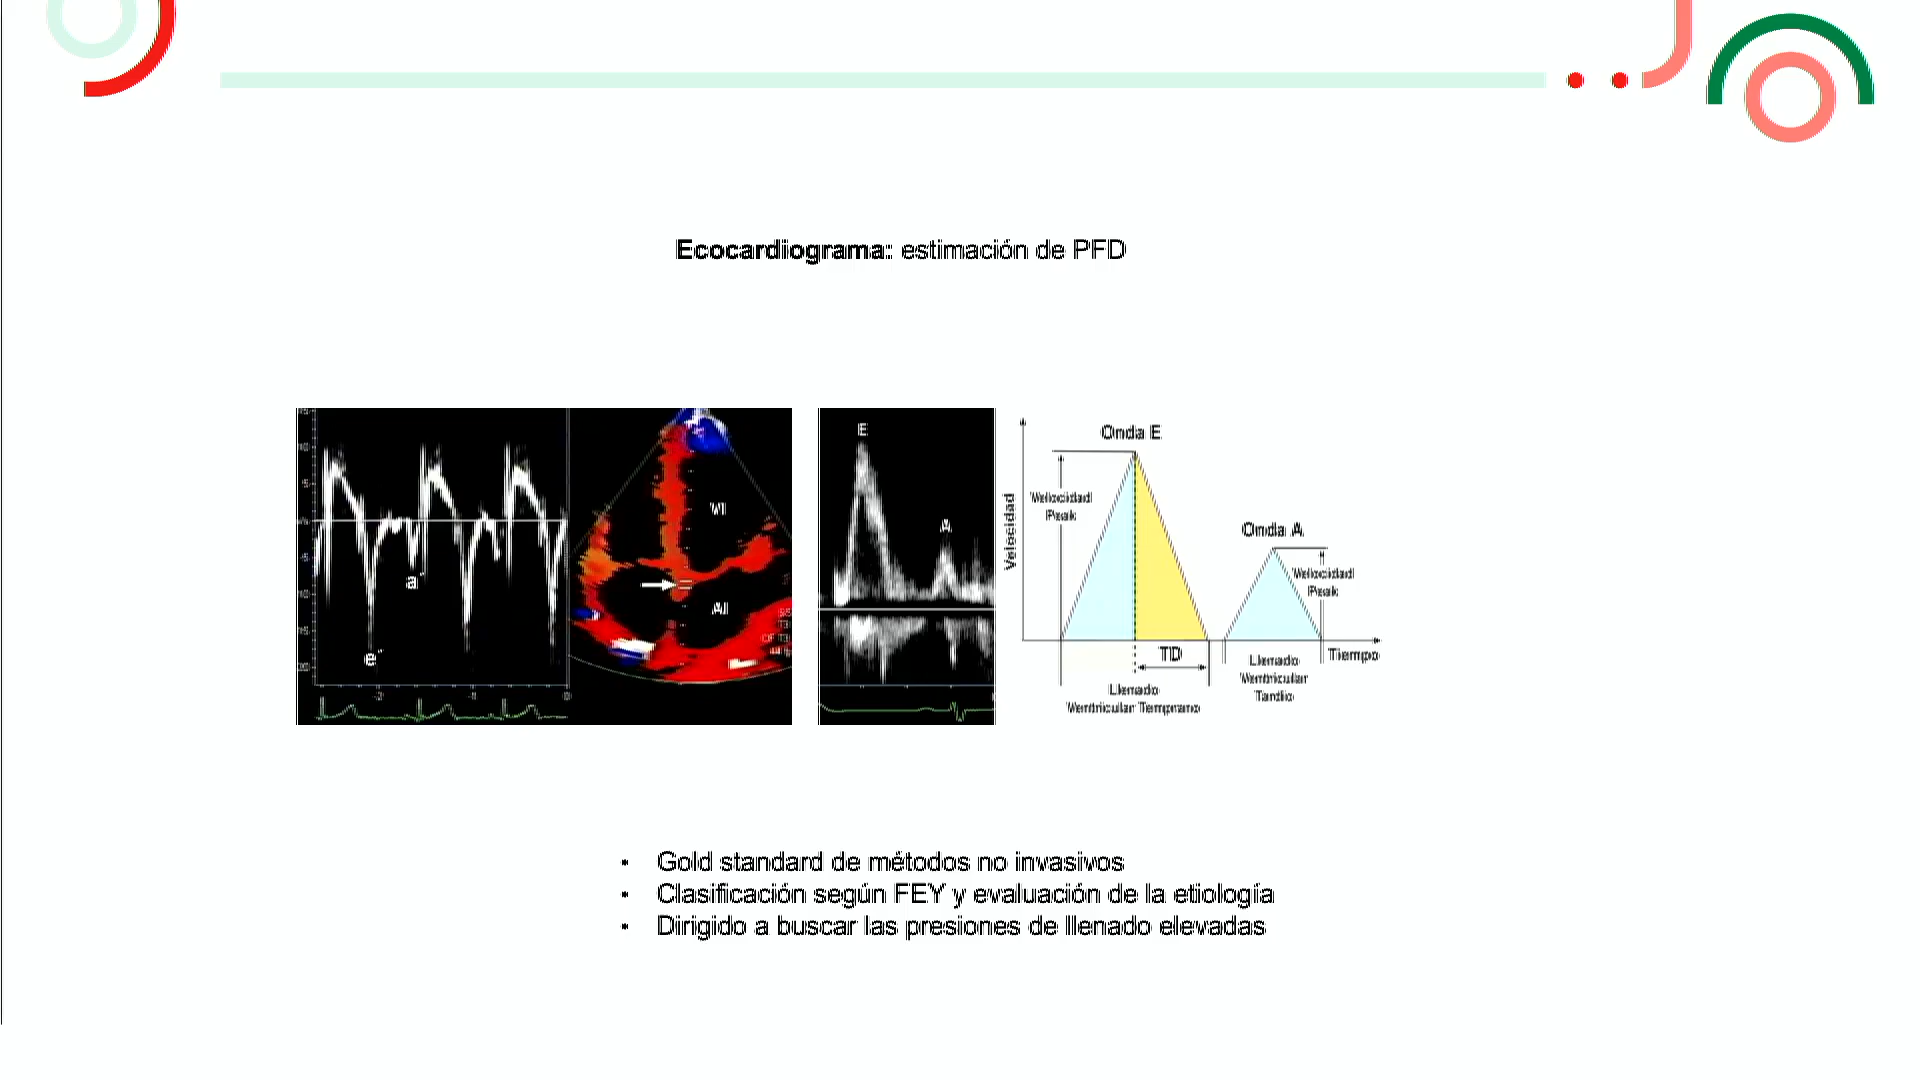 Ecocardiograma: estimación de PFD
e'
a'
VI
AI
E
A
Velocidad
Onda E
Velocidad
Peak
Onda A
Velocidad
Peak
TD
Tiempo
Llenado
Ventricular Temprano
Llenado
Ventricular
Tardío
• Gold standard de métodos no invasivos
• Clasificación según FEY y evaluación de la etiología
• Dirigido a buscar las presiones de llenado elevadas